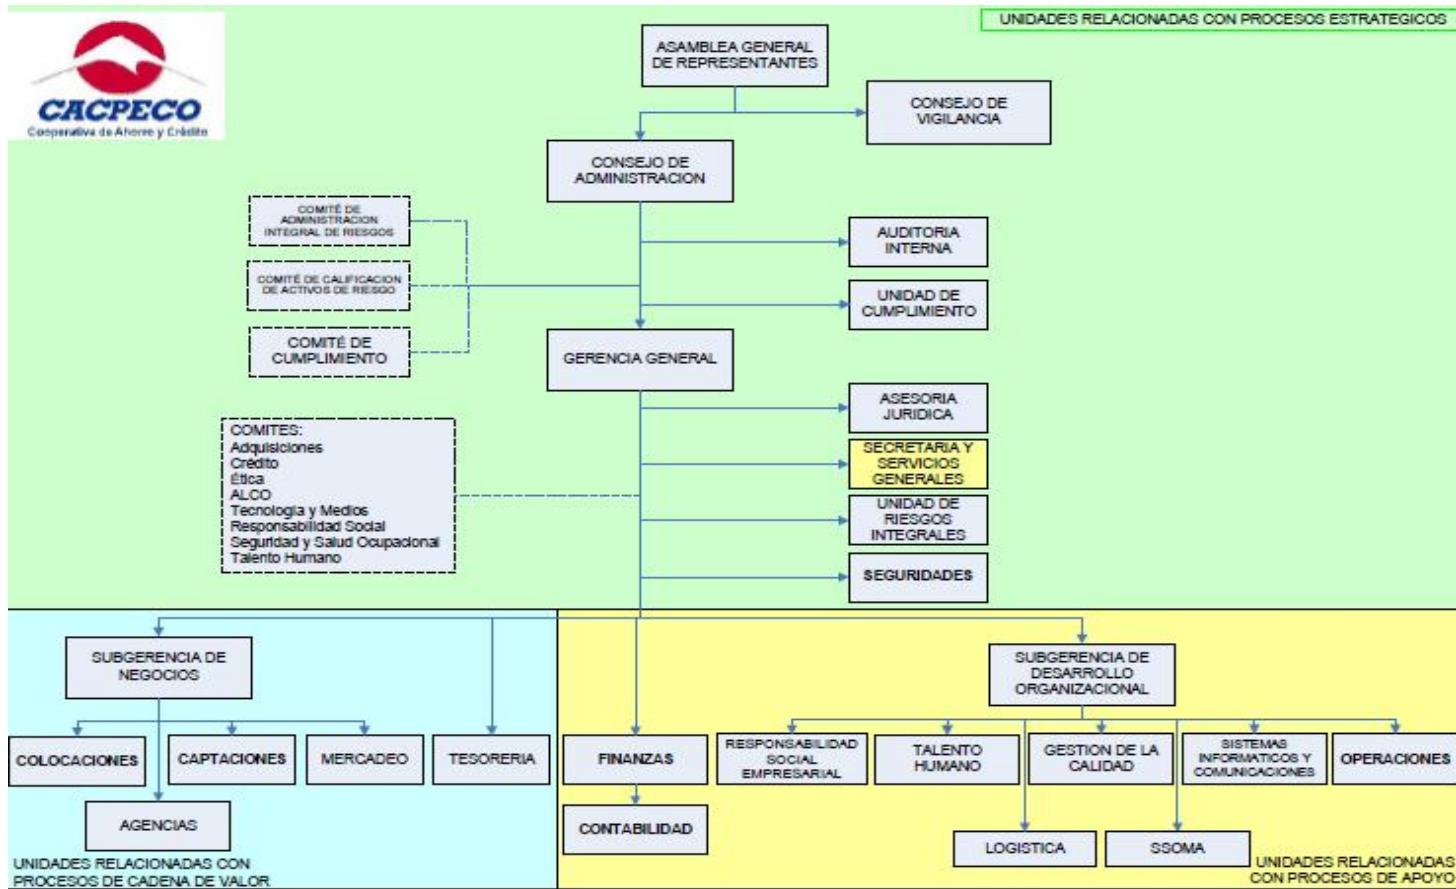 UNIDADES RELACIONADAS CON PROCESOS ESTRATEGICOS
CACPECO
Cooperativa de Ahorro y Crédito
ASAMBLEA GENERAL
DE REPRESENTANTES
CONSEJO DE
VIGILANCIA
CONSEJO DE
ADMINISTRACION
COMITÉ DE
ADMINISTRACION
INTEGRAL DE RIESGOS
AUDITORIA
INTERNA
COMITÉ DE CALIFICACION
DE ACTIVOS DE RIESGO
UNIDAD DE
CUMPLIMIENTO
COMITÉ DE
CUMPLIMIENTO
GERENCIA GENERAL
ASESORIA
JURIDICA
COMITES:
Adquisiciones
Crédito
Ética
ALCO
Tecnología y Medios
Responsabilidad Social
Seguridad y Salud Ocupacional
Talento Humano
SECRETARIA Y
SERVICIOS
GENERALES
UNIDAD DE
RIESGOS
INTEGRALES
SEGURIDADES
SUBGERENCIA DE
NEGOCIOS
SUBGERENCIA DE
DESARROLLO
ORGANIZACIONAL
COLOCACIONES
CAPTACIONES
MERCADEO
TESORERIA
FINANZAS
RESPONSABILIDAD
SOCIAL
EMPRESARIAL
TALENTO
HUMANO
GESTION DE LA
CALIDAD
SISTEMAS
INFORMATICOS Y
COMUNICACIONES
OPERACIONES
AGENCIAS
CONTABILIDAD
LOGISTICA
SSOMA
UNIDADES RELACIONADAS CON
PROCESOS DE CADENA DE VALOR
UNIDADES RELACIONADAS
CON PROCESOS DE APOYO